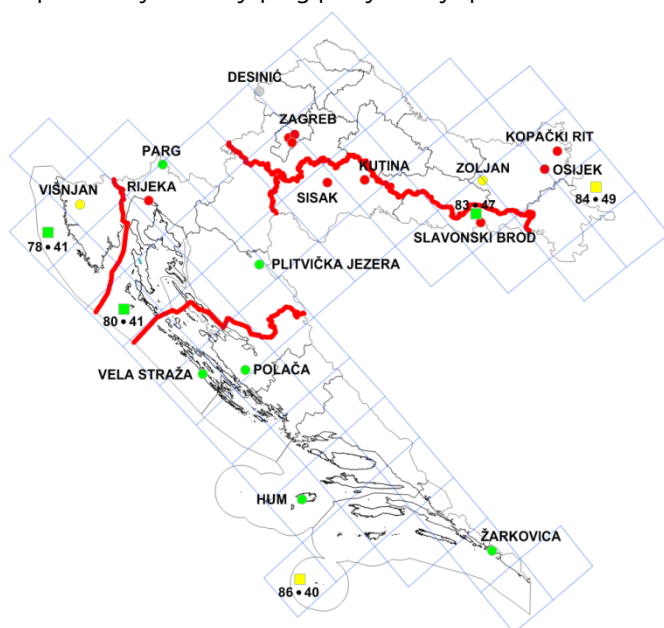 DESINIĆ
ZAGREB
KOPAČKI RIT
PARG
KUTINA
ZOLJAN
OSIJEK
VIŠNJAN
RIJEKA
SISAK
84 • 49
83 • 47
SLAVONSKI BROD
78 • 41
PLITVIČKA JEZERA
80 • 41
VELA STRAŽA
POLAČA
HUM
ŽARKOVICA
86 • 40